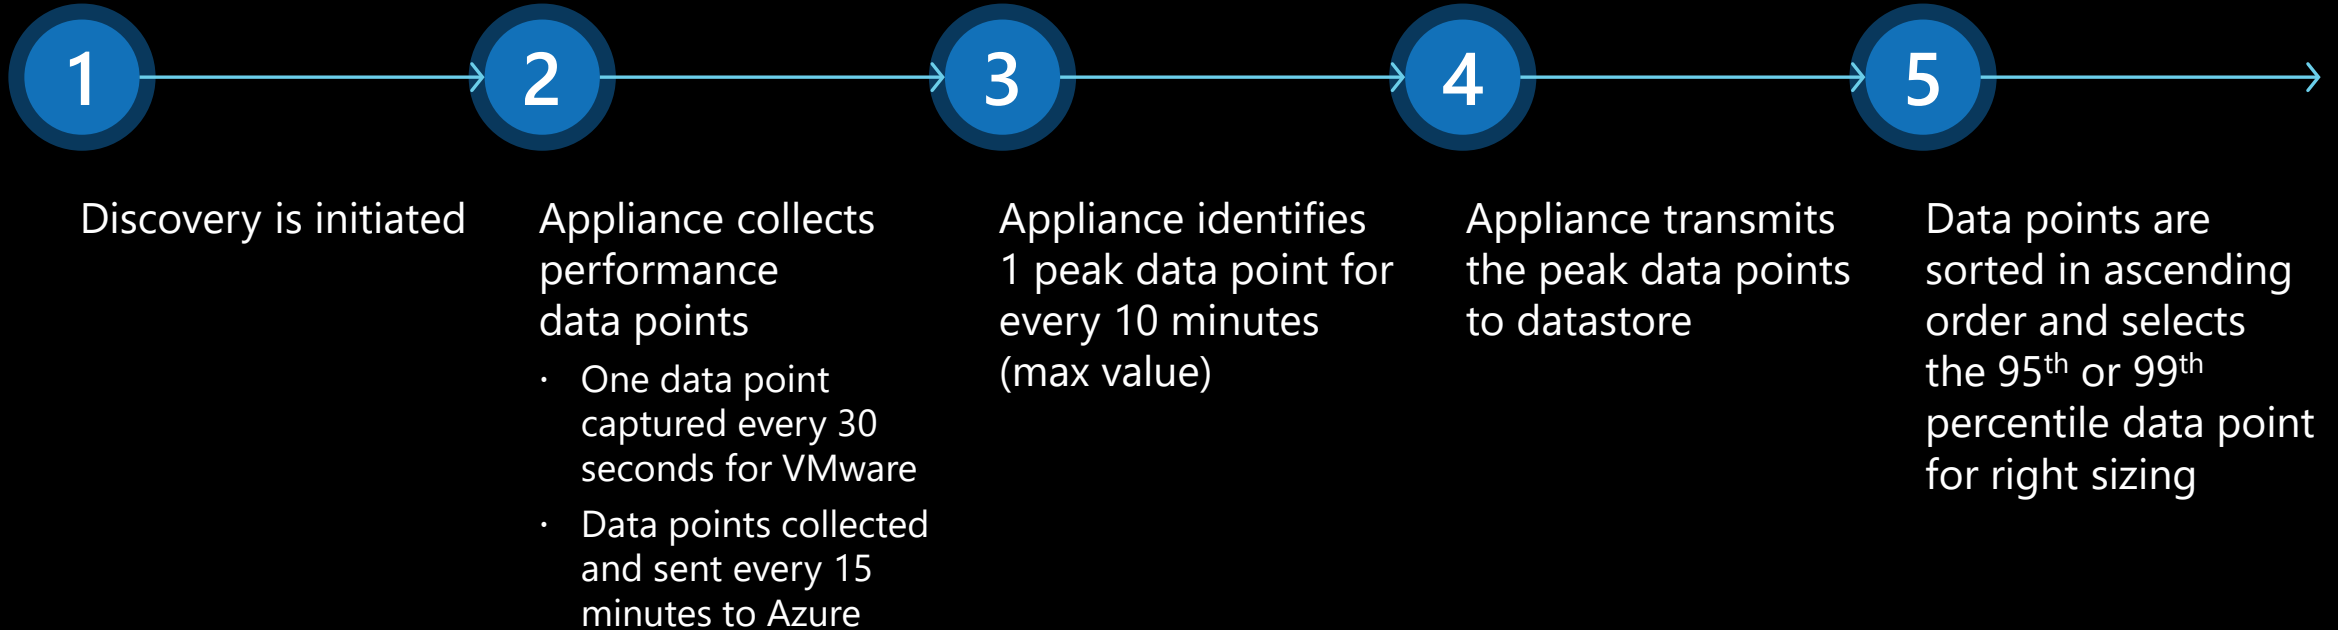 1
Discovery is initiated
2
Appliance collects
performance
data points
· One data point
captured every 30
seconds for VMware
· Data points collected
and sent every 15
minutes to Azure
3
Appliance identifies
1 peak data point for
every 10 minutes
(max value)
4
Appliance transmits
the peak data points
to datastore
5
Data points are
sorted in ascending
order and selects
the 95th or 99th
percentile data point
for right sizing